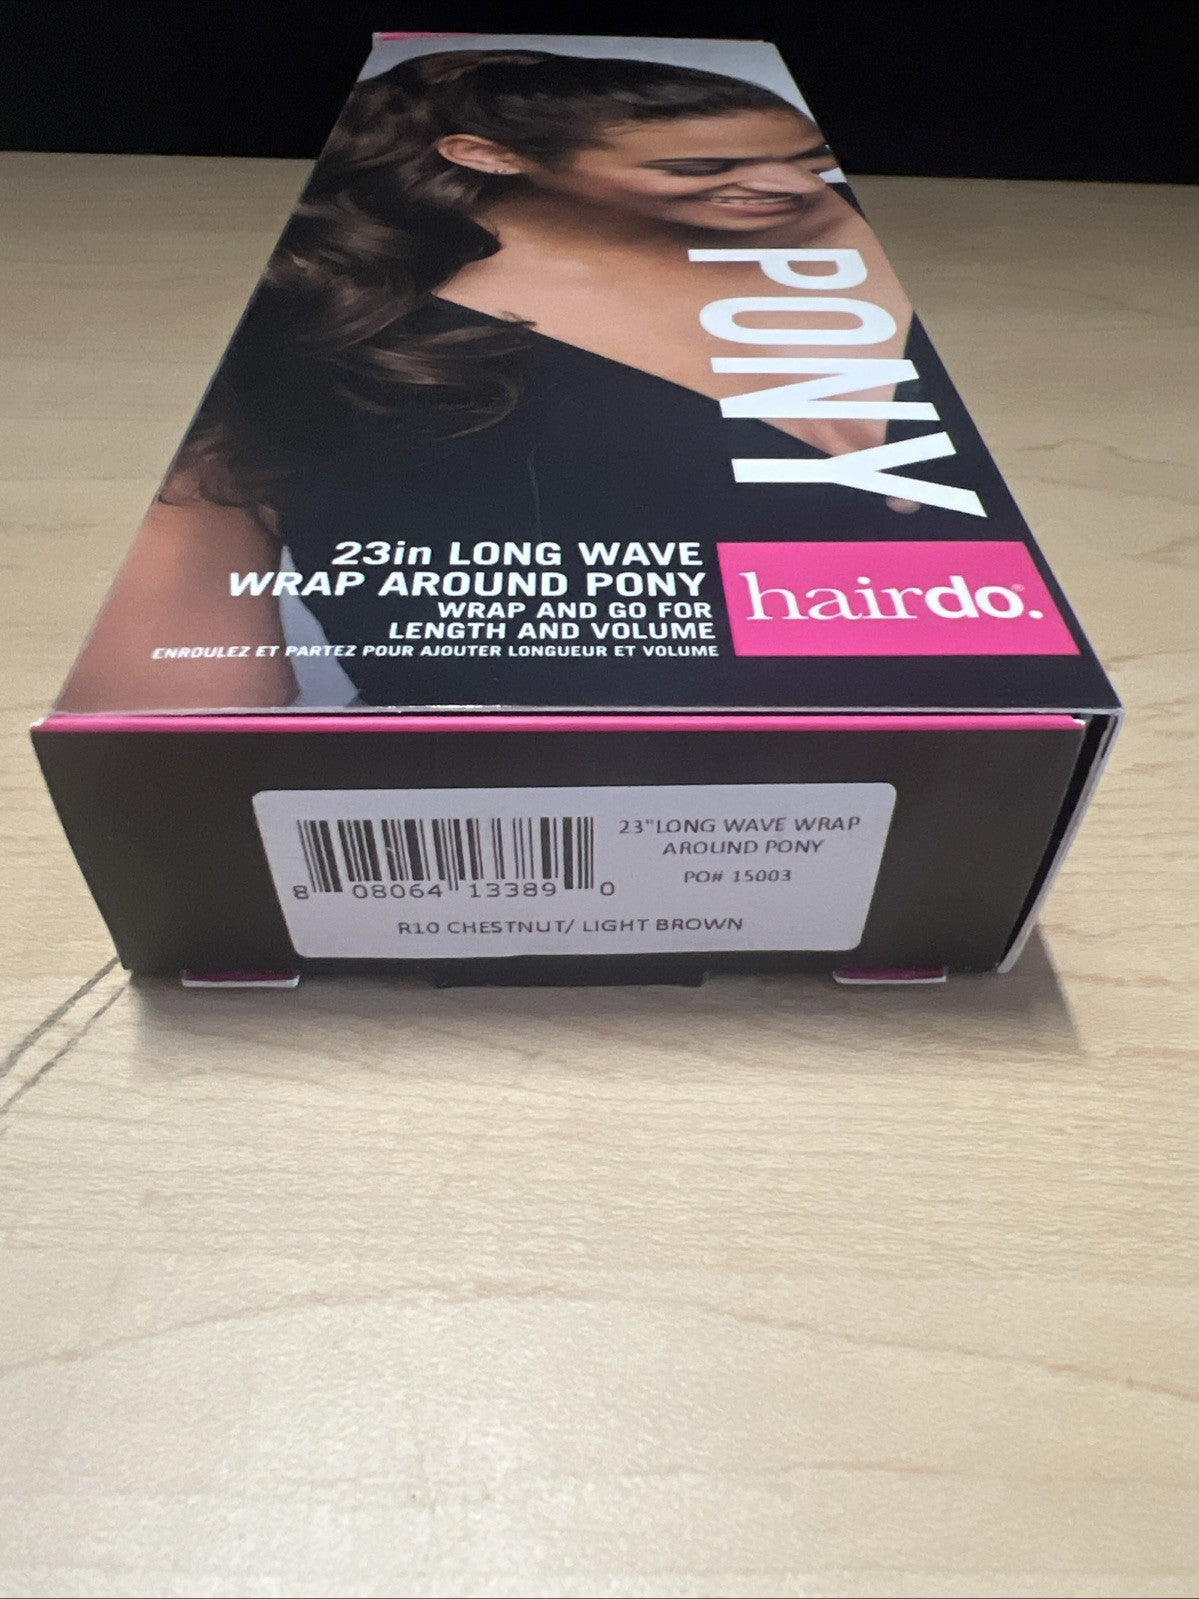 PONY
23in LONG WAVE
WRAP AROUND PONY
WRAP AND GO FOR
LENGTH AND VOLUME
ENROULEZ ET PARTEZ POUR AJOUTER LONGUEUR ET VOLUME
hairdo®.
23"LONG WAVE WRAP
AROUND PONY
PO# 15003
8 08064 13389 0
R10 CHESTNUT/ LIGHT BROWN